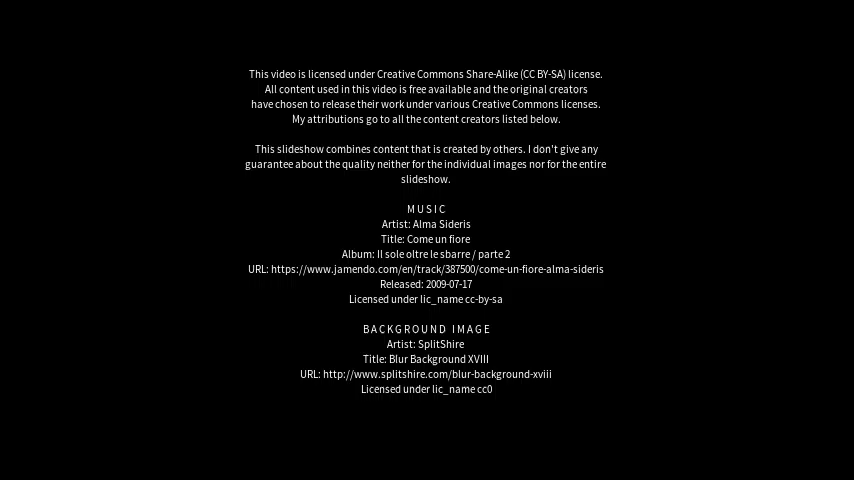 This video is licensed under Creative Commons Share-Alike (CC BY-SA) license.
All content used in this video is free available and the original creators
have chosen to release their work under various Creative Commons licenses.
My attributions go to all the content creators listed below.
This slideshow combines content that is created by others. I don't give any
guarantee about the quality neither for the individual images nor for the entire
slideshow.
MUSIC
Artist: Alma Sideris
Title: Come un fiore
Album: Il sole oltre le sbarre / parte 2
URL: https://www.jamendo.com/en/track/387500/come-un-fiore-alma-sideris
Released: 2009-07-17
Licensed under lic_name cc-by-sa
BACKGROUND IMAGE
Artist: SplitShire
Title: Blur Background XVIII
URL: http://www.splitshire.com/blur-background-xviii
Licensed under lic_name cc0